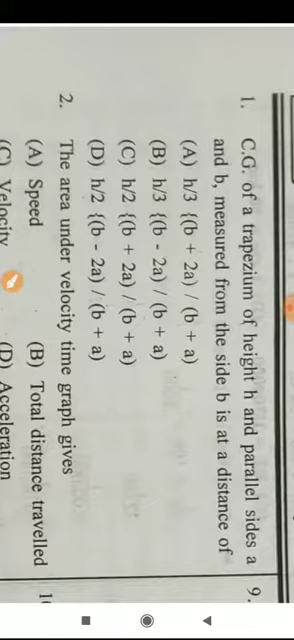 1. C.G. of a trapezium of height h and parallel sides a
and b, measured from the side b is at a distance of
(A) h/3 {(b + 2a) / (b + a)
(B) h/3 {(b - 2a) / (b + a)
(C) h/2 {(b + 2a) / (b + a)
(D) h/2 {(b - 2a) / (b + a)
2. The area under velocity time graph gives
(A) Speed (B) Total distance travelled
(C) Velocity (D) Acceleration
9.